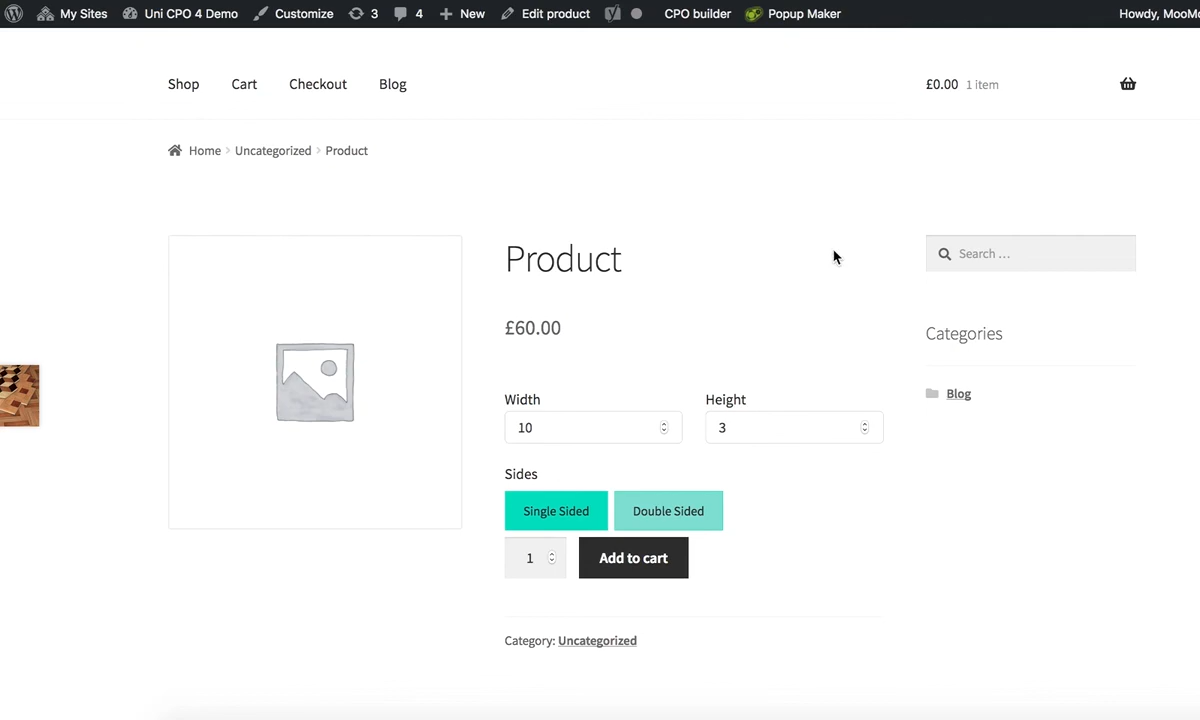 My Sites Uni CPO 4 Demo Customize 3 4 New Edit product CPO builder Popup Maker Howdy, MooMo
Shop Cart Checkout Blog £0.00 1 item
Home Uncategorized Product
Product
Search …
£60.00
Categories
Blog
Width Height
10 3
Sides
Single Sided Double Sided
1 Add to cart
Category: Uncategorized